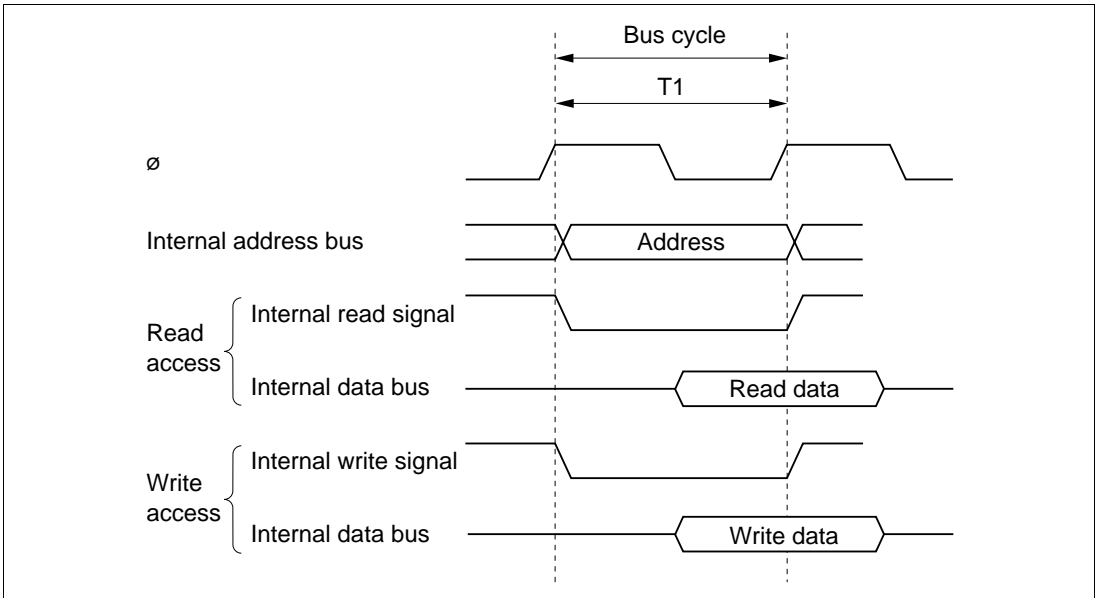 Bus cycle
T1
ø
Internal address bus
Address
Read
access
Internal read signal
Internal data bus
Read data
Write
access
Internal write signal
Internal data bus
Write data